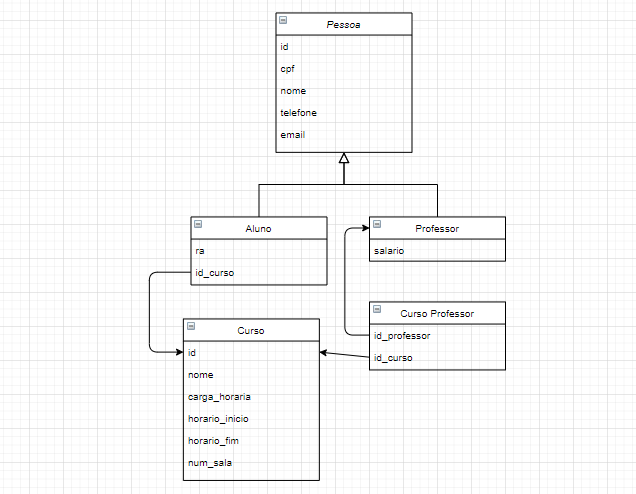 Pessoa
id
cpf
nome
telefone
email
Aluno
ra
id_curso
Professor
salario
Curso Professor
id_professor
id_curso
Curso
id
nome
carga_horaria
horario_inicio
horario_fim
num_sala